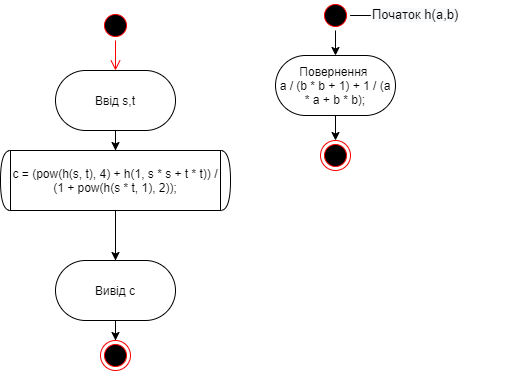 Ввід s,t
c = (pow(h(s, t), 4) + h(1, s * s + t * t)) /
(1 + pow(h(s * t, 1), 2));
Вивід c
Початок h(a,b)
Повернення
a / (b * b + 1) + 1 / (a
* a + b * b);